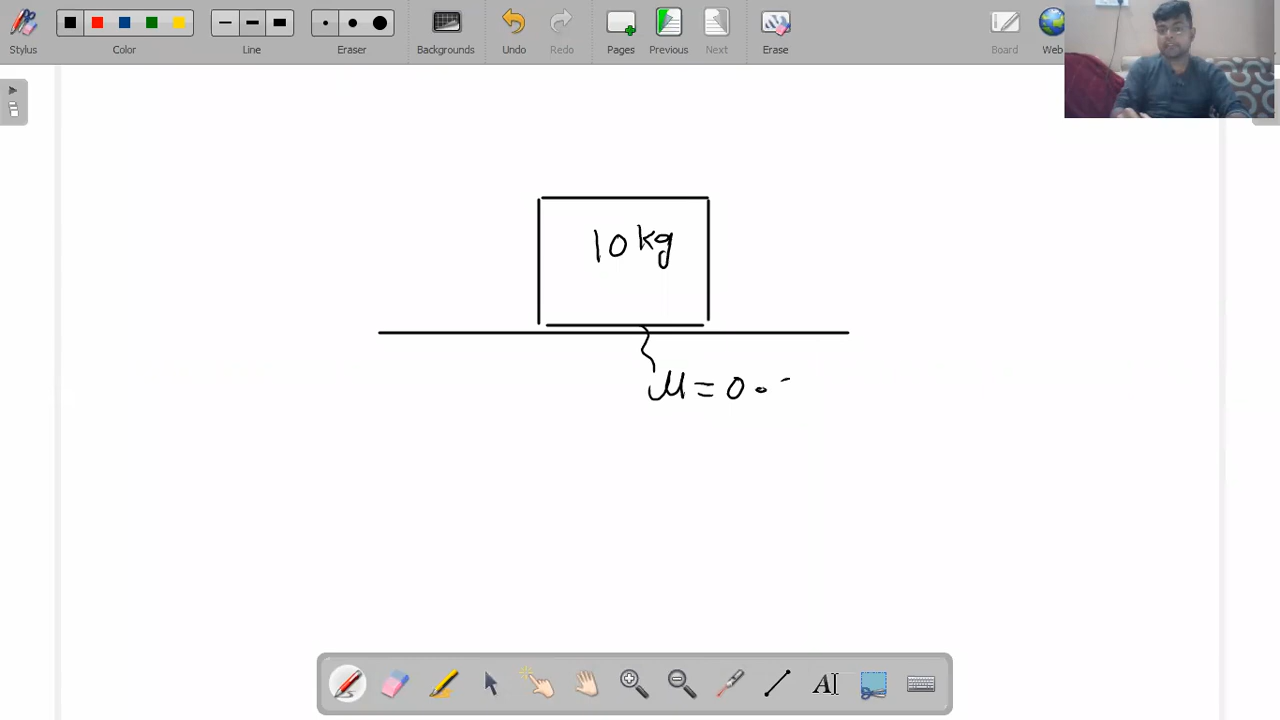 Stylus
Color
Line
Eraser
Backgrounds
Undo
Redo
Pages
Previous
Next
Erase
Board
Web
10 kg
μ = 0.